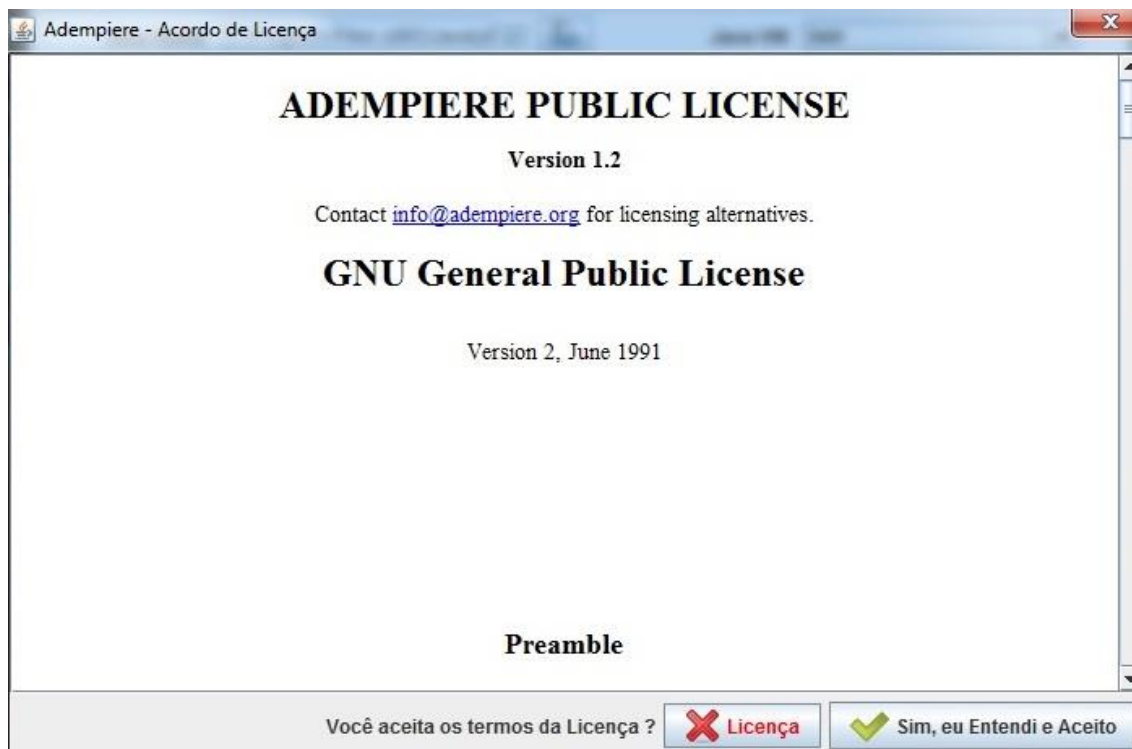 Adempiere - Acordo de Licença
ADEMPIERE PUBLIC LICENSE
Version 1.2
Contact info@adempiere.org for licensing alternatives.
GNU General Public License
Version 2, June 1991
Preamble
Você aceita os termos da Licença ? Licença Sim, eu Entendi e Aceito